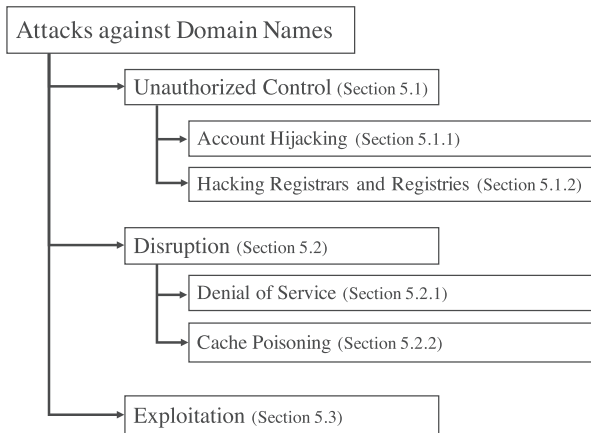 Attacks against Domain Names
Unauthorized Control (Section 5.1)
Account Hijacking (Section 5.1.1)
Hacking Registrars and Registries (Section 5.1.2)
Disruption (Section 5.2)
Denial of Service (Section 5.2.1)
Cache Poisoning (Section 5.2.2)
Exploitation (Section 5.3)